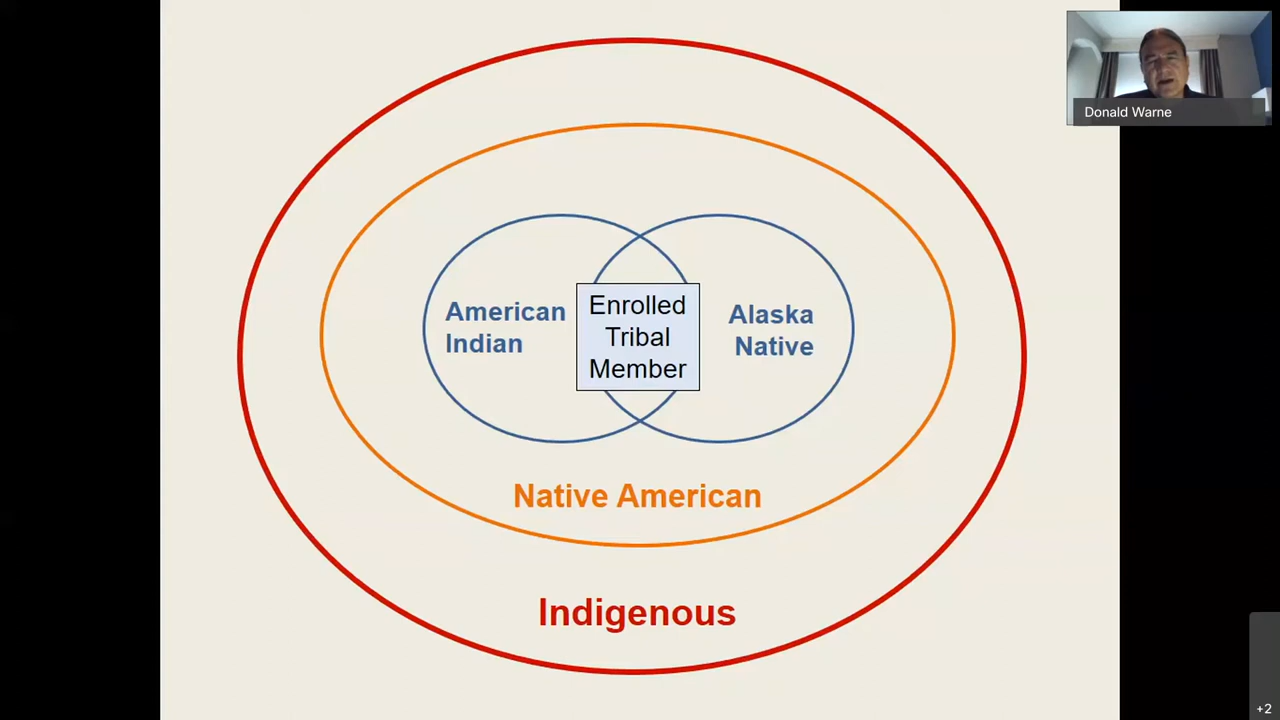 Donald Warne
American
Indian
Enrolled
Tribal
Member
Alaska
Native
Native American
Indigenous
+2